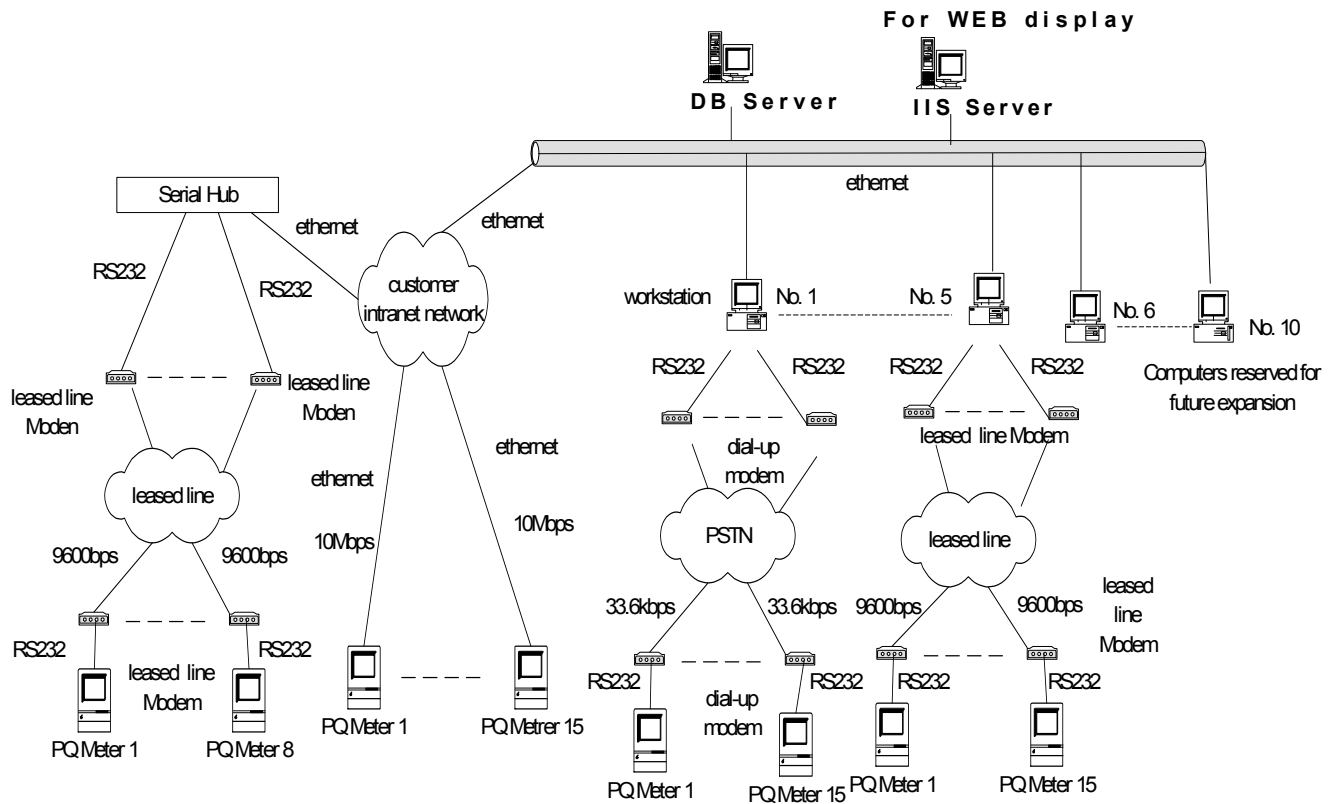 For WEB display
DB Server
IIS Server
Serial Hub
ethernet
ethernet
ethernet
RS232
RS232
customer
intranet network
workstation
No. 1
No. 5
No. 6
No. 10
Computers reserved for
future expansion
leased line
Moden
leased line
Moden
RS232
RS232
RS232
RS232
dial-up
modem
leased line Modem
leased line
ethernet
ethernet
10Mbps
10Mbps
PSTN
leased line
9600bps
9600bps
33.6kbps
33.6kbps
9600bps
9600bps
leased
line
Modem
RS232
RS232
leased line
Modem
RS232
RS232
dial-up
modem
RS232
RS232
PQ Meter 1
PQ Meter 8
PQ Meter 1
PQ Metrer 15
PQ Meter 1
PQ Meter 15
PQ Meter 1
PQ Meter 15